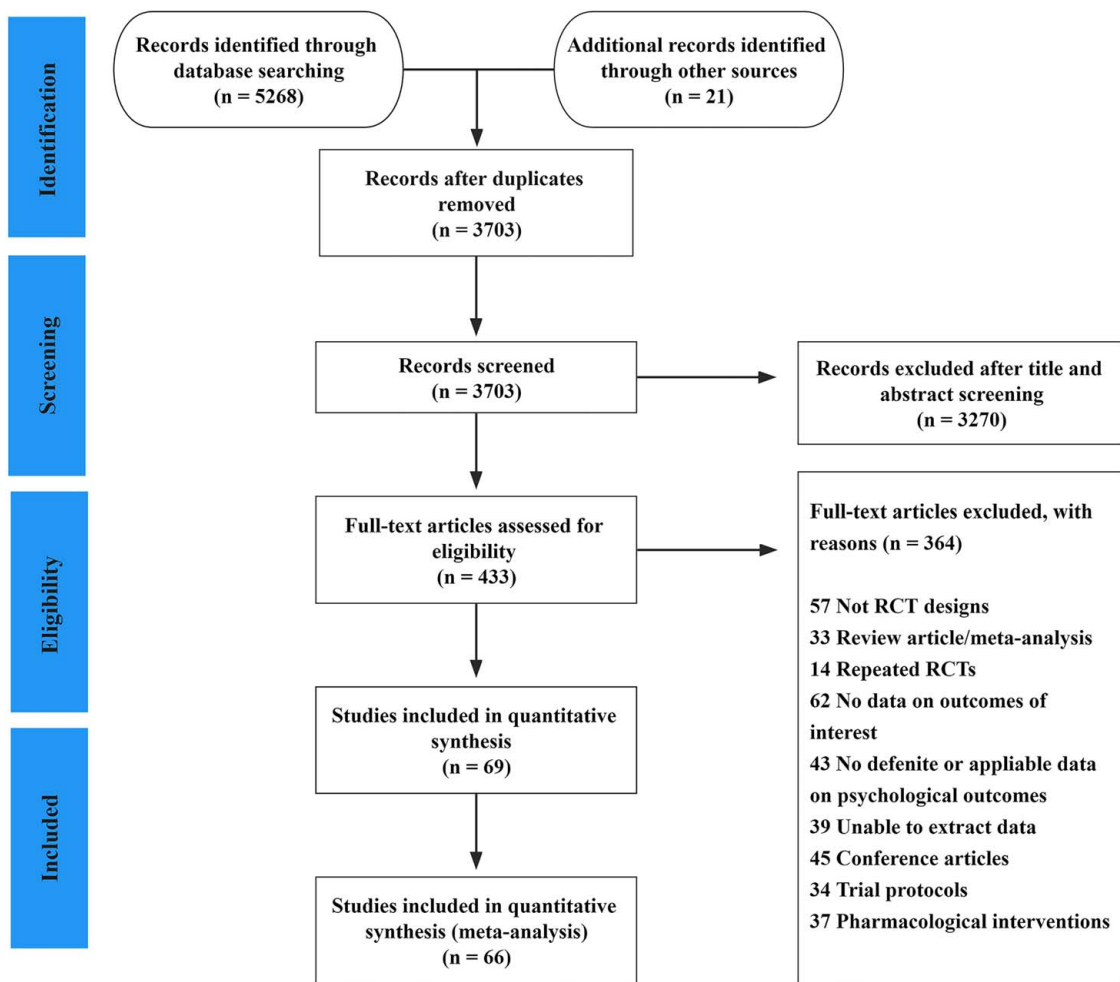 Identification
Records identified through
database searching
(n = 5268)
Additional records identified
through other sources
(n = 21)
Records after duplicates
removed
(n = 3703)
Screening
Records screened
(n = 3703)
Records excluded after title and
abstract screening
(n = 3270)
Eligibility
Full-text articles assessed for
eligibility
(n = 433)
Full-text articles excluded, with
reasons (n = 364)
57 Not RCT designs
33 Review article/meta-analysis
14 Repeated RCTs
62 No data on outcomes of
interest
43 No defenite or appliable data
on psychological outcomes
39 Unable to extract data
45 Conference articles
34 Trial protocols
37 Pharmacological interventions
Included
Studies included in quantitative
synthesis
(n = 69)
Studies included in quantitative
synthesis (meta-analysis)
(n = 66)